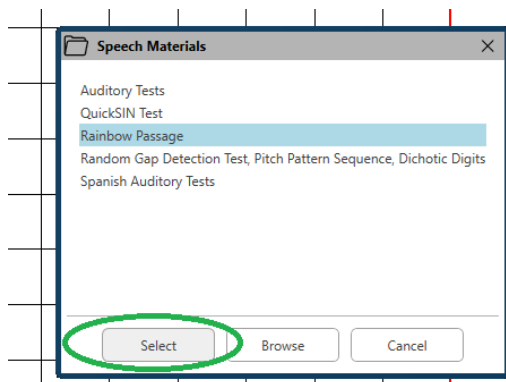 Speech Materials
Auditory Tests
QuickSIN Test
Rainbow Passage
Random Gap Detection Test, Pitch Pattern Sequence, Dichotic Digits
Spanish Auditory Tests
Select Browse Cancel